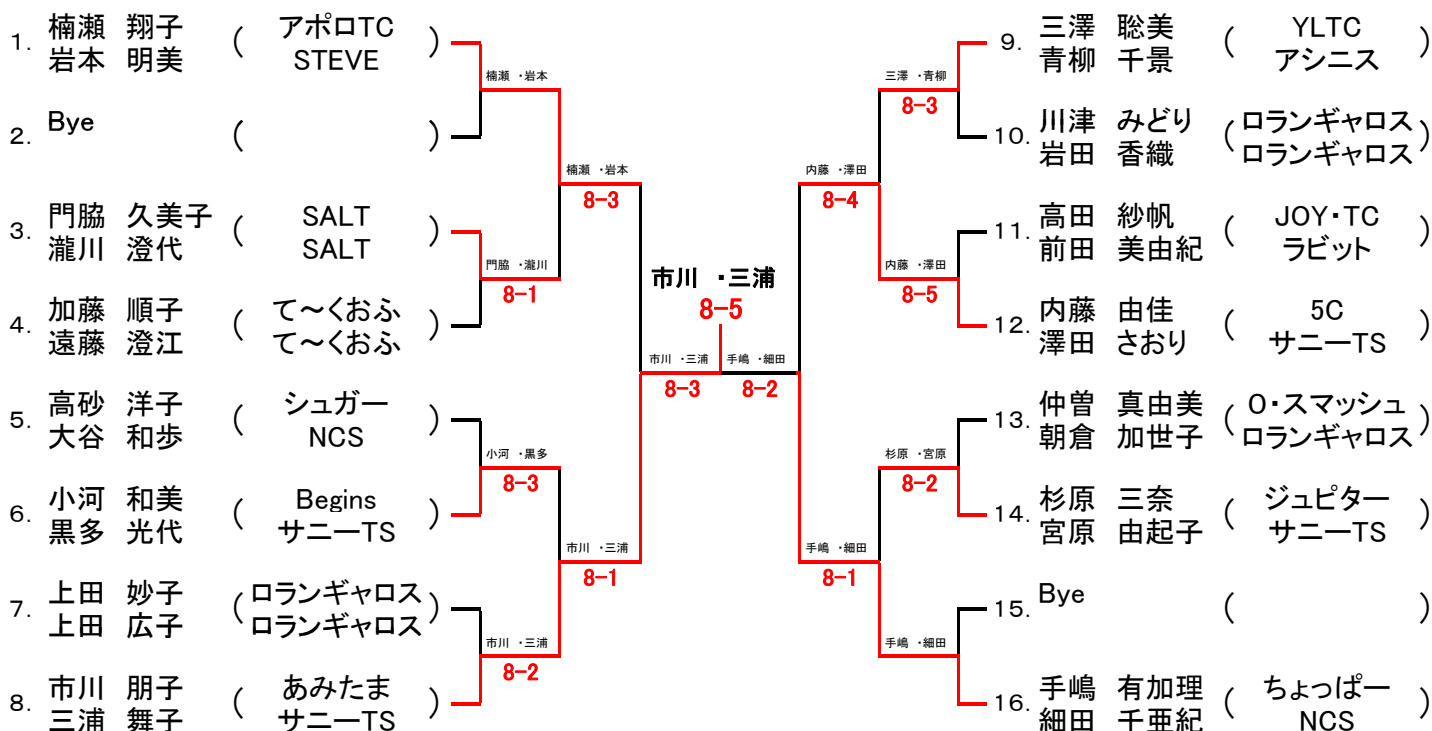 1. 楠瀬 翔子 ( アポロTC )
岩本 明美 STEVE
2. Bye ( )
3. 門脇 久美子 ( SALT )
瀧川 澄代 SALT
4. 加藤 順子 ( て～くおふ )
遠藤 澄江 て～くおふ
5. 高砂 洋子 ( シュガー )
大谷 和歩 NCS
6. 小河 和美 ( Begins )
黒多 光代 サニーTS
7. 上田 妙子 ( ロランギャロス )
上田 広子 ロランギャロス
8. 市川 朋子 ( あみたま )
三浦 舞子 サニーTS
楠瀬 ・岩本
門脇 ・瀧川
8-1
小河 ・黒多
8-3
市川 ・三浦
8-2
楠瀬 ・岩本
8-3
市川 ・三浦
8-1
市川 ・三浦
8-3
市川 ・三浦
8-5
手嶋 ・細田
8-2
内藤 ・澤田
8-4
手嶋 ・細田
8-1
三澤 ・青柳
8-3
内藤 ・澤田
8-5
杉原 ・宮原
8-2
手嶋 ・細田
9. 三澤 聡美 ( YLTC )
青柳 千景 アシニス
10. 川津 みどり ( ロランギャロス )
岩田 香織 ロランギャロス
11. 高田 紗帆 ( JOY・TC )
前田 美由紀 ラビット
12. 内藤 由佳 ( 5C )
澤田 さおり サニーTS
13. 仲曽 真由美 ( O・スマッシュ )
朝倉 加世子 ロランギャロス
14. 杉原 三奈 ( ジュピター )
宮原 由起子 サニーTS
15. Bye ( )
16. 手嶋 有加理 ( ちょっぱー )
細田 千亜紀 NCS